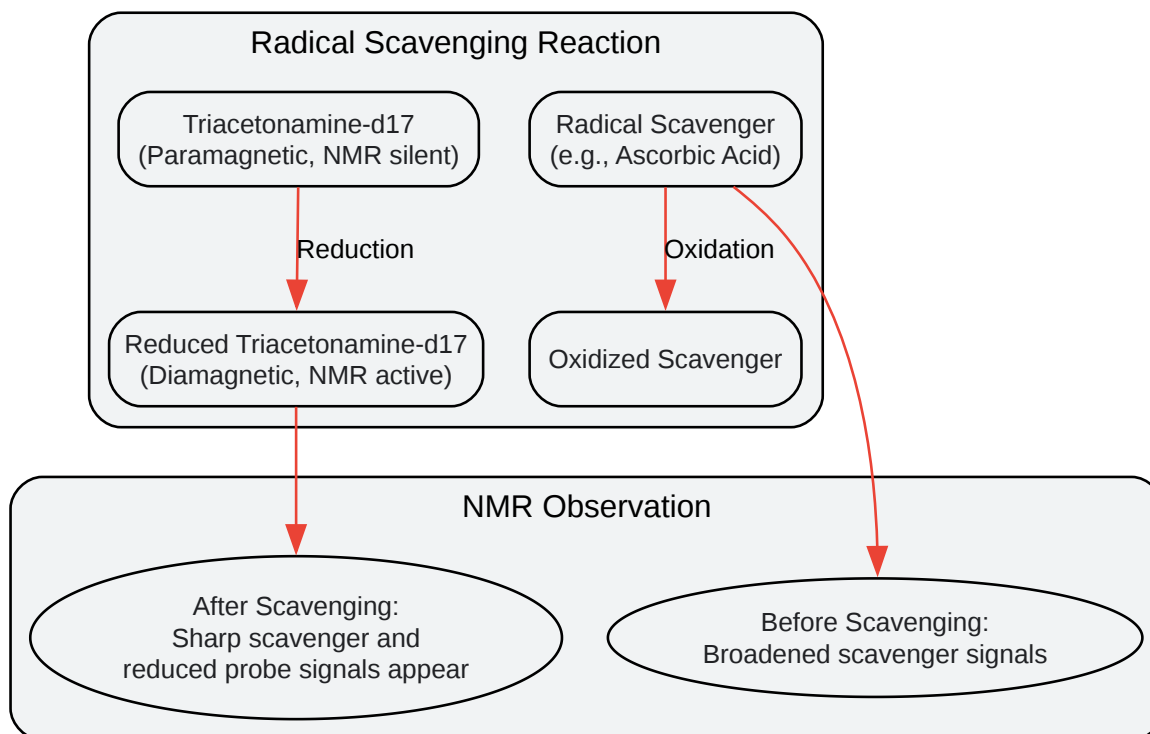 Radical Scavenging Reaction
Triacetonamine-d17
(Paramagnetic, NMR silent)
Radical Scavenger
(e.g., Ascorbic Acid)
Reduction
Oxidation
Reduced Triacetonamine-d17
(Diamagnetic, NMR active)
Oxidized Scavenger
NMR Observation
After Scavenging:
Sharp scavenger and
reduced probe signals appear
Before Scavenging:
Broadened scavenger signals